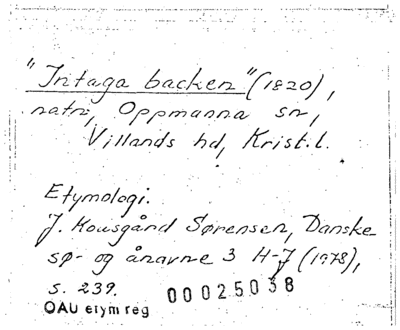 "Intaga backen" (1820),
natn, Oppmanna sn,
Villands hd, Krist.l.
Etymologi.
J. Kousgård Sørensen, Danske
sø- og ånavne 3 H-J (1978),
s. 239.
00025038
OAU etym reg